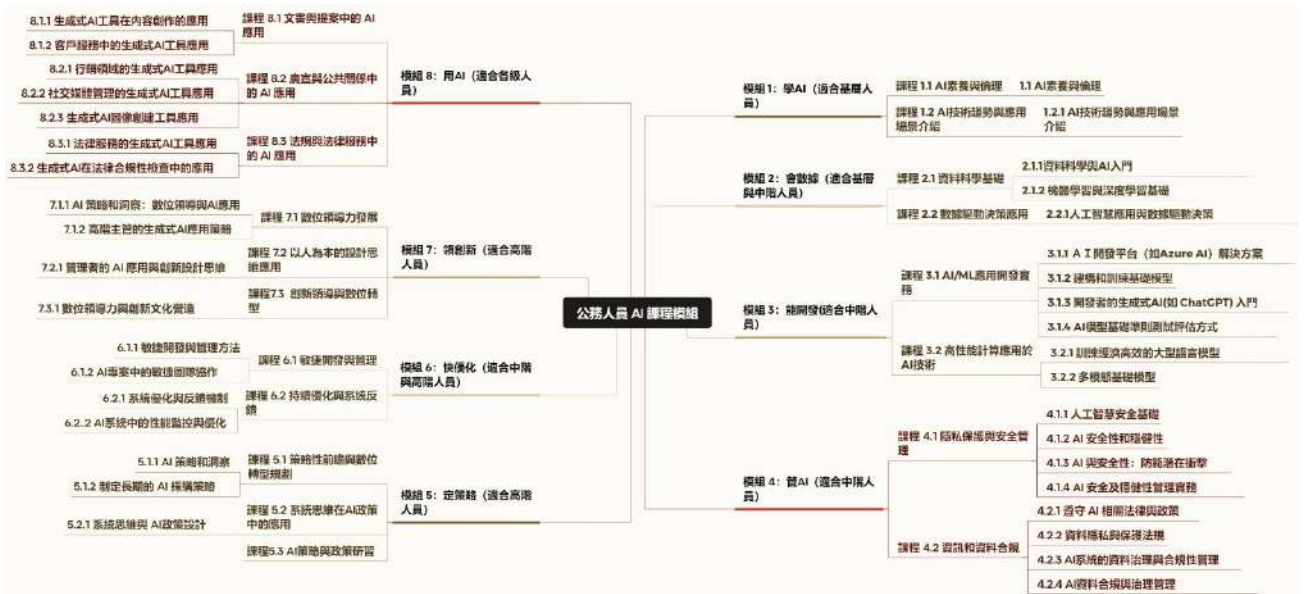 公務人員 AI 課程模組
模組 1：學AI（適合基層人
員）
課程 1.1 AI素養與倫理
1.1 AI素養與倫理
課程 1.2 AI技術趨勢與應用
場景介紹
1.2.1 AI技術趨勢與應用場景
介紹
模組 2：會數據（適合基層
與中階人員）
課程 2.1 資料科學基礎
2.1.1資料科學與AI入門
2.1.2 機器學習與深度學習基礎
課程 2.2 數據驅動決策應用
2.2.1人工智慧應用與數據驅動決策
模組 3：能開發(適合中階人
員）
課程 3.1 AI/ML應用開發實
務
3.1.1 A I 開發平台（如Azure AI）解決方案
3.1.2 建構和訓練基礎模型
3.1.3 開發者的生成式AI(如 ChatGPT) 入門
3.1.4 AI模型基礎準則測試評估方式
課程 3.2 高性能計算應用於
AI技術
3.2.1 訓練經濟高效的大型語言模型
3.2.2 多模態基礎模型
模組 4：管AI（適合中階人
員）
課程 4.1 隱私保護與安全管
理
4.1.1 人工智慧安全基礎
4.1.2 AI 安全性和穩健性
4.1.3 AI 與安全性：防範潛在衝擊
4.1.4 AI 安全及穩健性管理實務
課程 4.2 資訊和資料合規
4.2.1 遵守 AI 相關法律與政策
4.2.2 資料隱私與保護法規
4.2.3 AI系統的資料治理與合規性管理
4.2.4 AI資料合規與治理管理
模組 5：定策略（適合高階
人員）
課程 5.1 策略性前瞻與數位
轉型規劃
5.1.1 AI 策略和洞察
5.1.2 制定長期的 AI 採購策略
課程 5.2 系統思維在AI政策
中的應用
5.2.1 系統思維與 AI政策設計
課程5.3 AI策略與政策研習
模組 6：快優化（適合中階
與高階人員）
課程 6.1 敏捷開發與管理
6.1.1 敏捷開發與管理方法
6.1.2 AI專案中的敏捷團隊協作
課程 6.2 持續優化與系統反
饋
6.2.1 系統優化與反饋機制
6.2..2 AI系統中的性能監控與優化
模組 7：領創新（適合高階
人員）
課程 7.1 數位領導力發展
7.1.1 AI 策略和洞察：數位領導與AI應用
7.1.2 高階主管的生成式AI應用策略
課程 7.2 以人為本的設計思
維應用
7.2.1 管理者的 AI 應用與創新設計思維
課程7.3 創新領導與數位轉
型
7.3.1 數位領導力與創新文化營造
模組 8：用AI（適合各級人
員）
課程 8.1 文書與提案中的 AI
應用
8.1.1 生成式AI工具在內容創作的應用
8.1.2 客戶服務中的生成式AI工具應用
課程 8.2 廣宣與公共關係中
的 AI 應用
8.2.1 行銷領域的生成式AI工具應用
8.2.2 社交媒體管理的生成式AI工具應用
8.2.3 生成式AI圖像創建工具應用
課程 8.3 法規與法律服務中
的 AI 應用
8.3.1 法律服務的生成式AI工具應用
8.3.2 生成式AI在法律合規性檢查中的應用